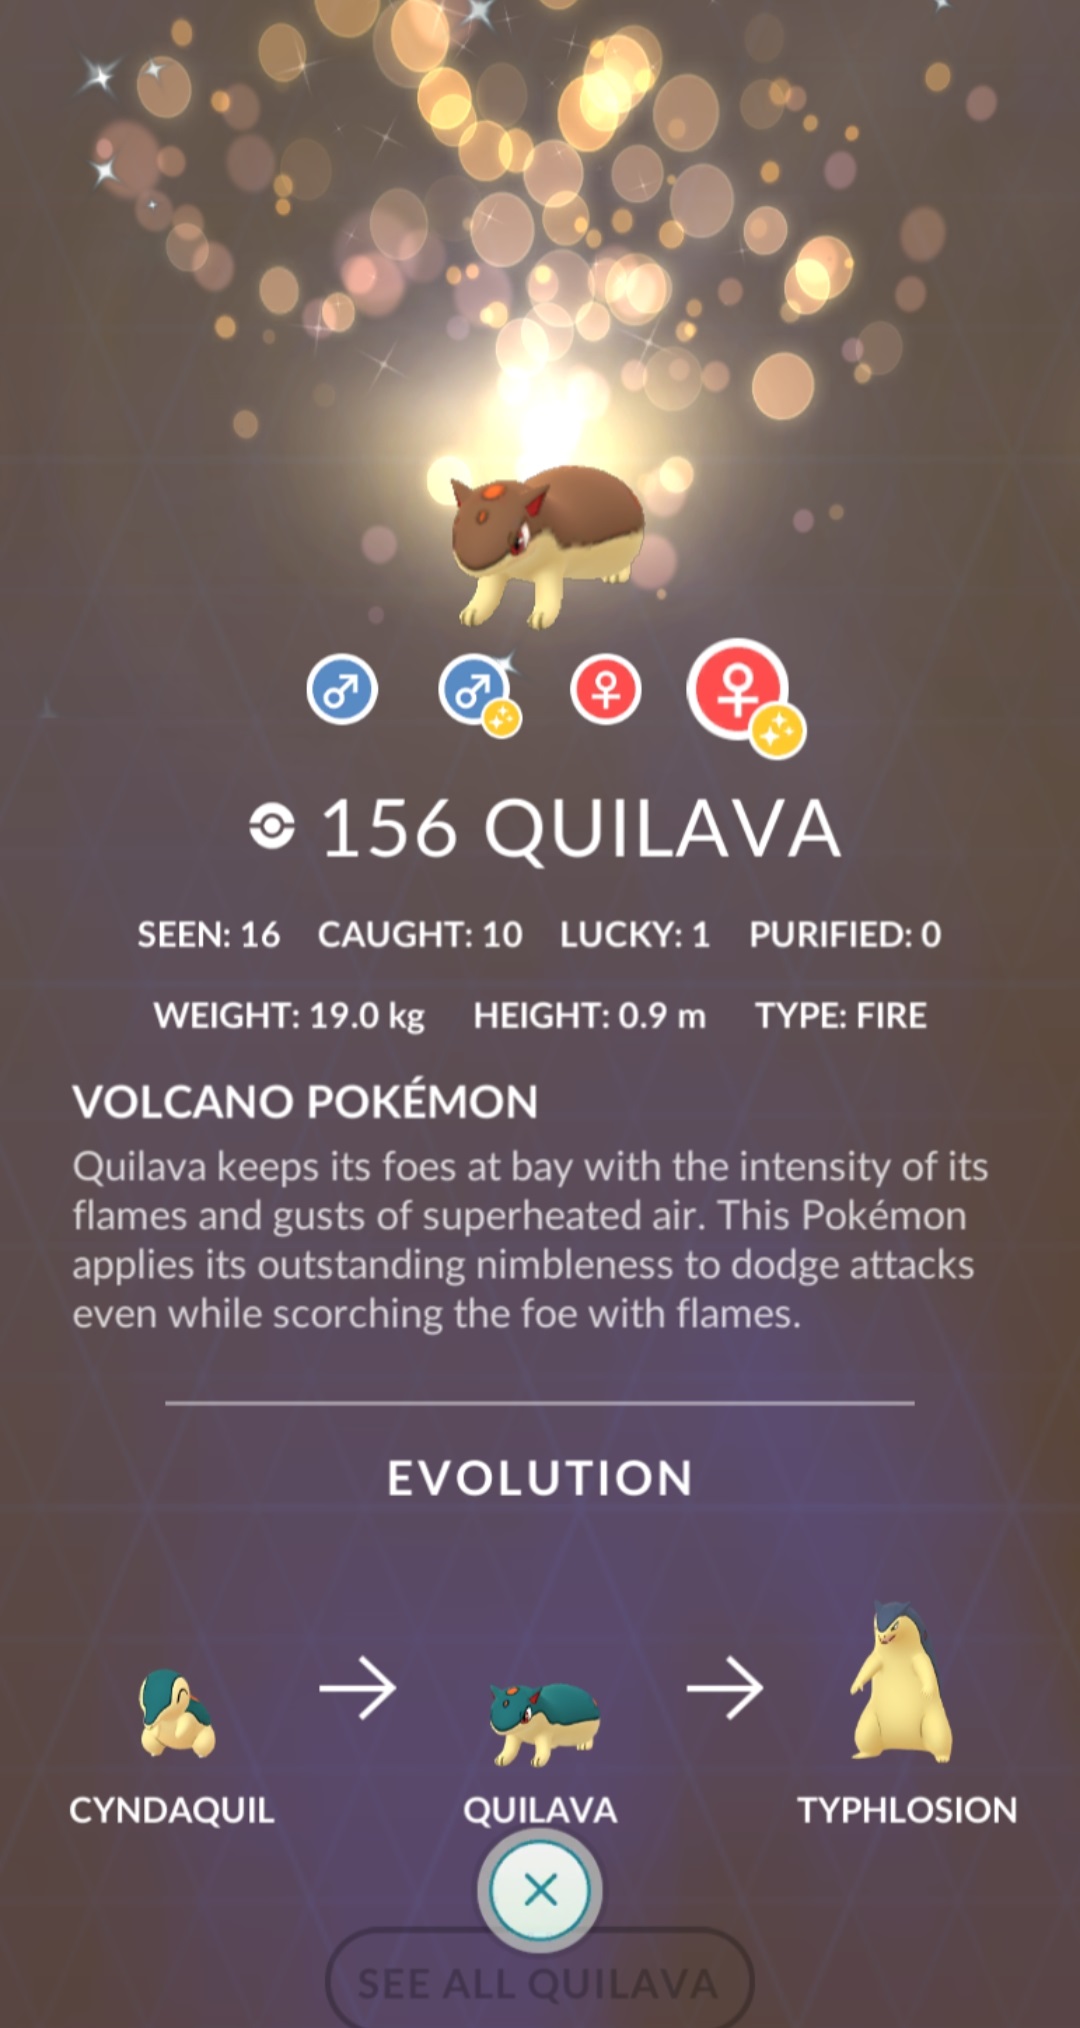 156 QUILAVA
SEEN: 16 CAUGHT: 10 LUCKY: 1 PURIFIED: 0
WEIGHT: 19.0 kg HEIGHT: 0.9 m TYPE: FIRE
VOLCANO POKÉMON
Quilava keeps its foes at bay with the intensity of its
flames and gusts of superheated air. This Pokémon
applies its outstanding nimbleness to dodge attacks
even while scorching the foe with flames.
EVOLUTION
CYNDAQUIL QUILAVA TYPHLOSION
SEE ALL QUILAVA